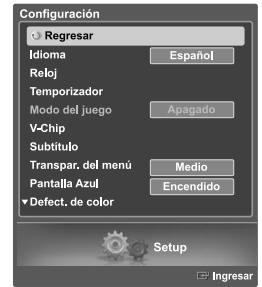 Configuración
Regresar
Idioma Español
Reloj
Temporizador
Modo del juego Apagado
V-Chip
Subtítulo
Transpar. del menú Medio
Pantalla Azul Encendido
▼Defect. de color
Setup
Ingresar